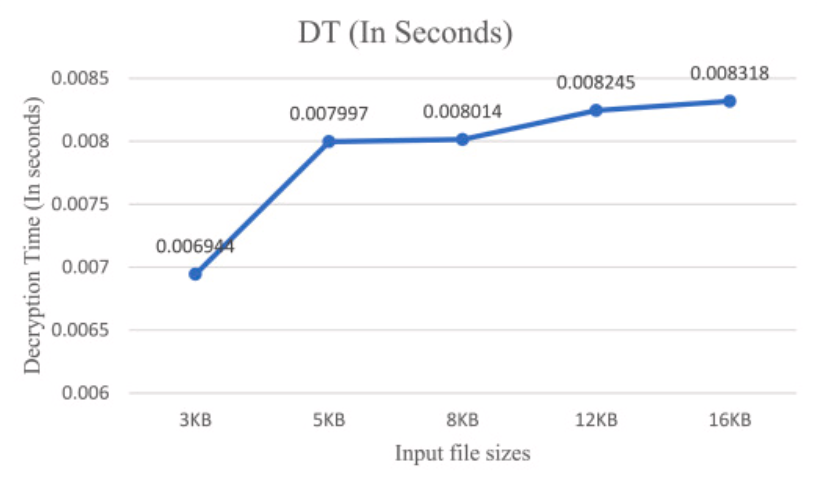 DT (In Seconds)
0.0085
0.008
0.0075
0.007
0.0065
0.006
Decryption Time (In seconds)
0.006944
0.007997
0.008014
0.008245
0.008318
3KB
5KB
8KB
12KB
16KB
Input file sizes